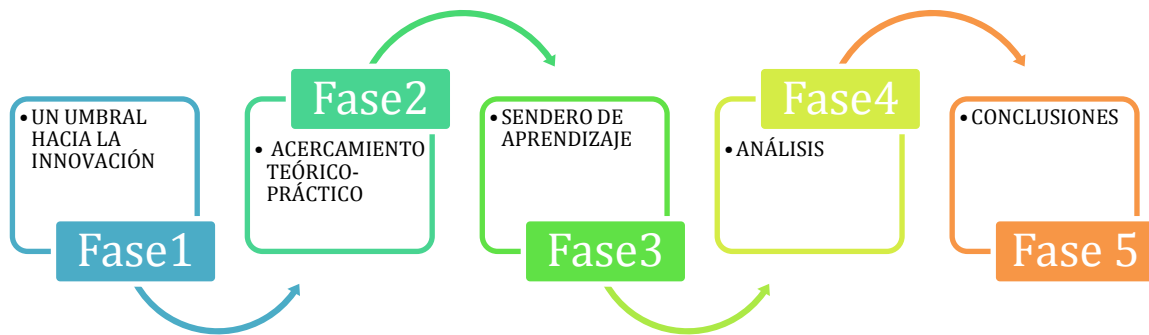 • UN UMBRAL
HACIA LA
INNOVACIÓN
Fase1
Fase2
• ACERCAMIENTO
TEÓRICO-
PRÁCTICO
• SENDERO DE
APRENDIZAJE
Fase3
Fase4
• ANÁLISIS
• CONCLUSIONES
Fase 5